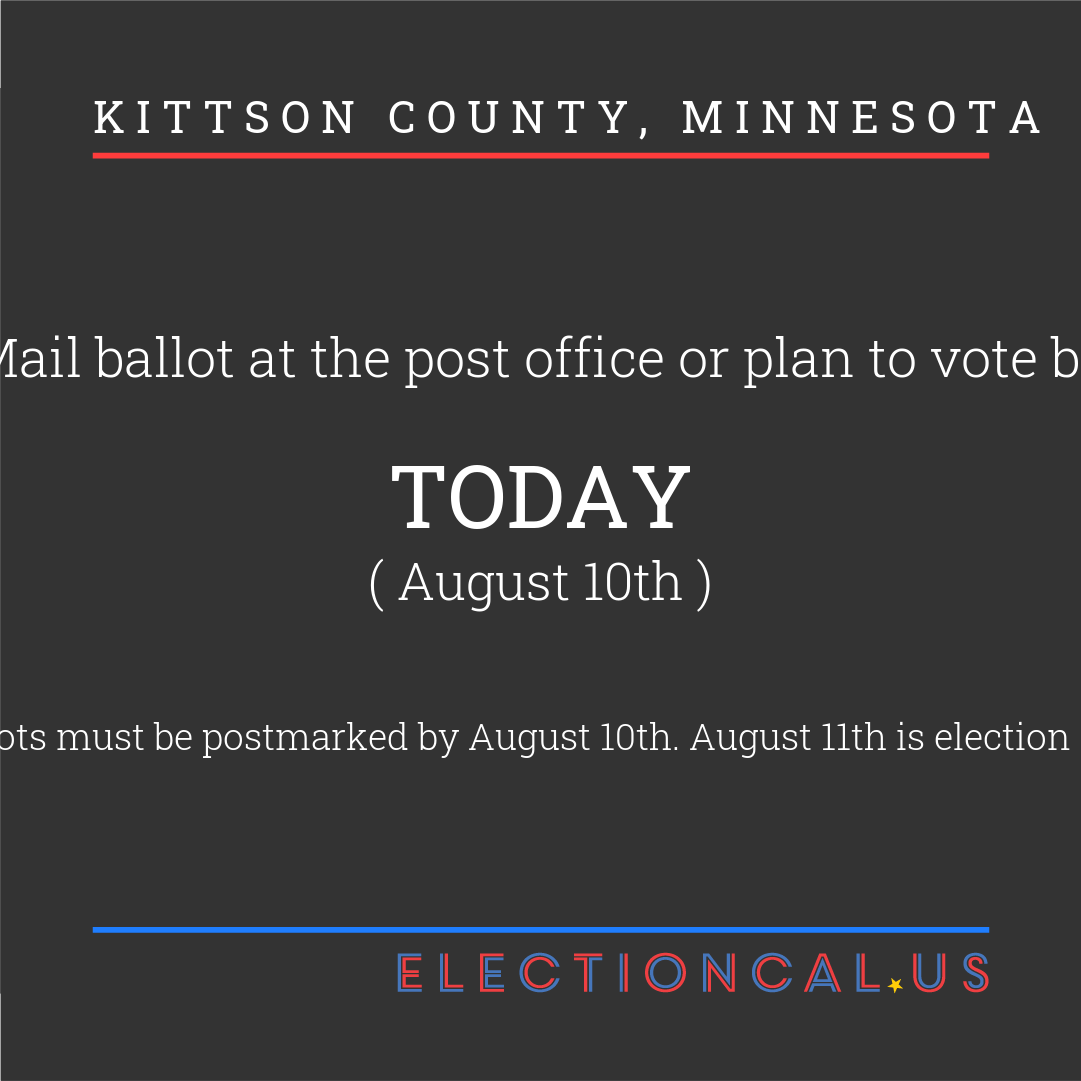 KITTSON COUNTY, MINNESOTA
Mail ballot at the post office or plan to vote b
TODAY
( August 10th )
ots must be postmarked by August 10th. August 11th is election
ELECTIONCAL.US